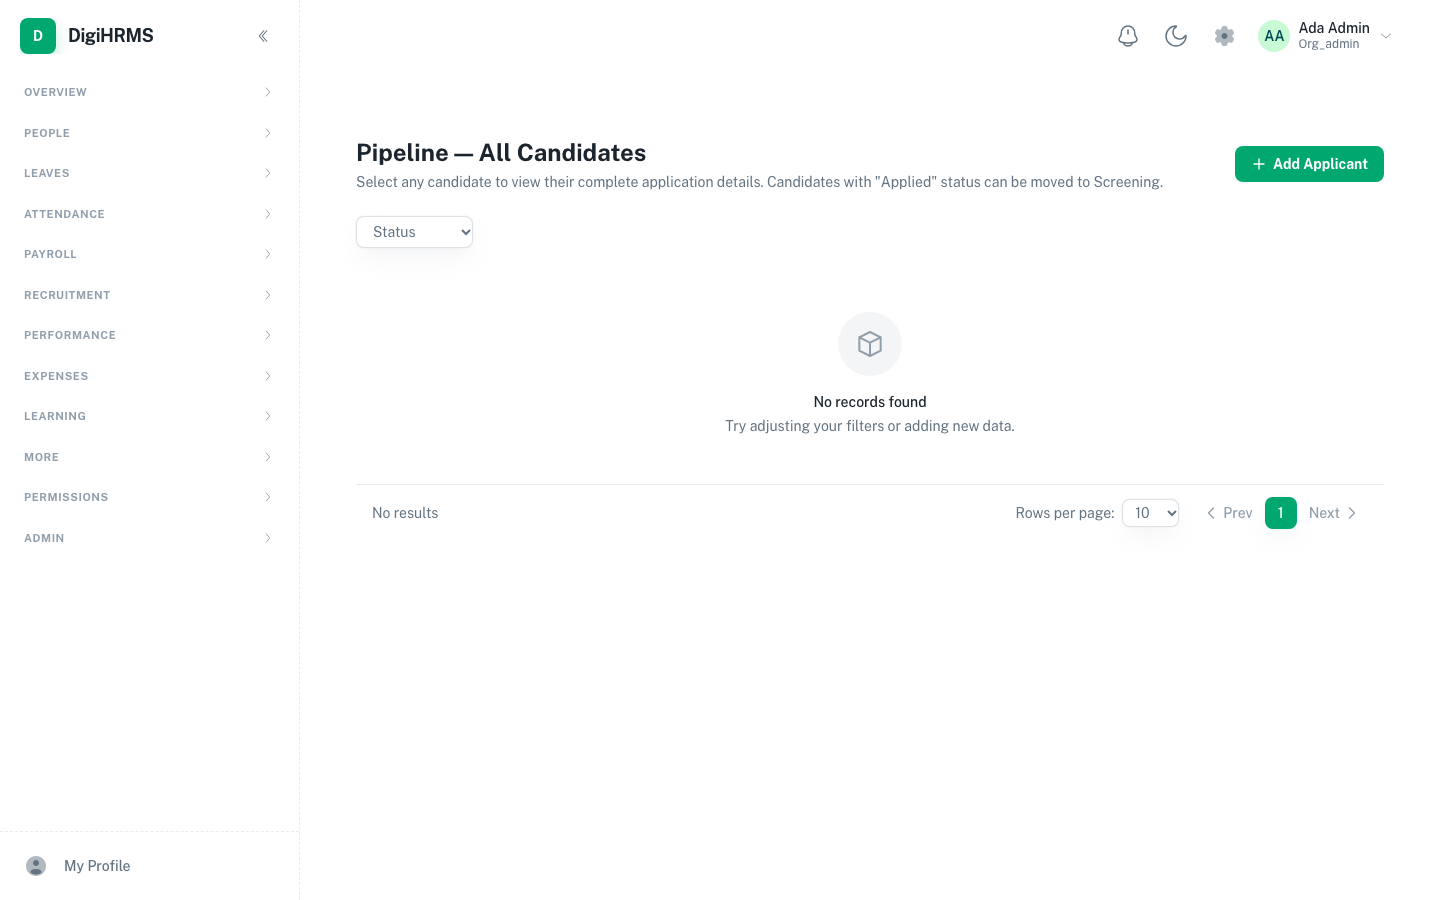 D DigiHRMS
OVERVIEW
PEOPLE
LEAVES
ATTENDANCE
PAYROLL
RECRUITMENT
PERFORMANCE
EXPENSES
LEARNING
MORE
PERMISSIONS
ADMIN
My Profile
AA Ada Admin
Org_admin
Pipeline — All Candidates
Select any candidate to view their complete application details. Candidates with "Applied" status can be moved to Screening.
Add Applicant
Status
No records found
Try adjusting your filters or adding new data.
No results
Rows per page: 10 Prev 1 Next